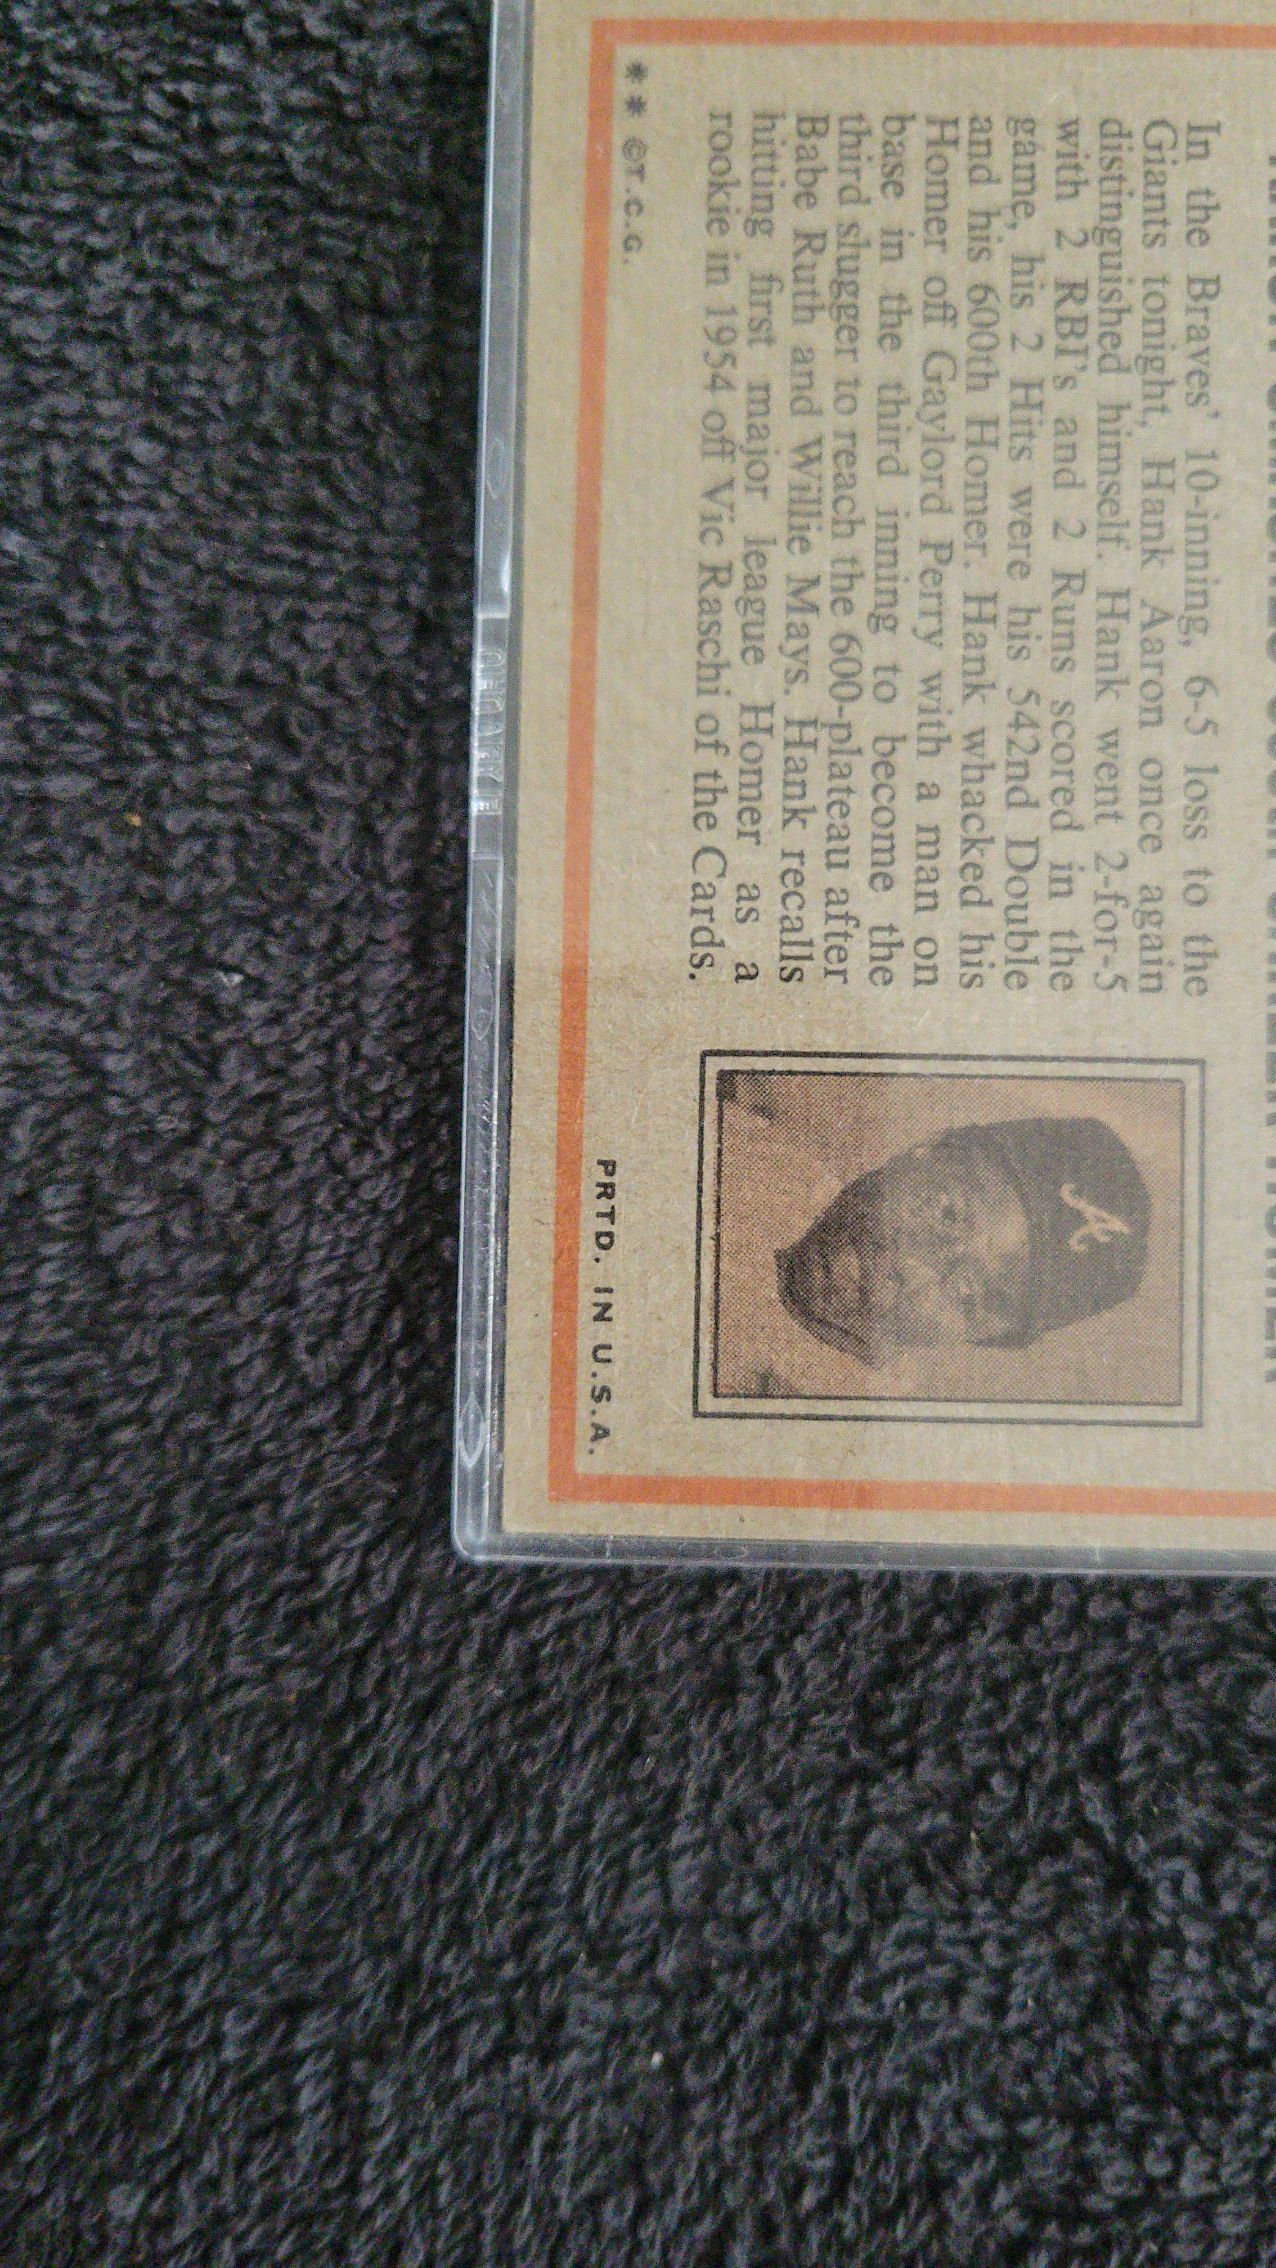 In the Braves' 10-inning, 6-5 loss to the
Giants tonight, Hank Aaron once again
distinguished himself. Hank went 2-for-5
with 2 RBI's and 2 Runs scored in the
game, his 2 Hits were his 542nd Double
and his 600th Homer. Hank whacked his
Homer off Gaylord Perry with a man on
base in the third inning to become the
third slugger to reach the 600-plateau after
Babe Ruth and Willie Mays. Hank recalls
hitting first major league Homer as a
rookie in 1954 off Vic Raschi of the Cards.
** ©T.C.G.
PRTD. IN U.S.A.
A